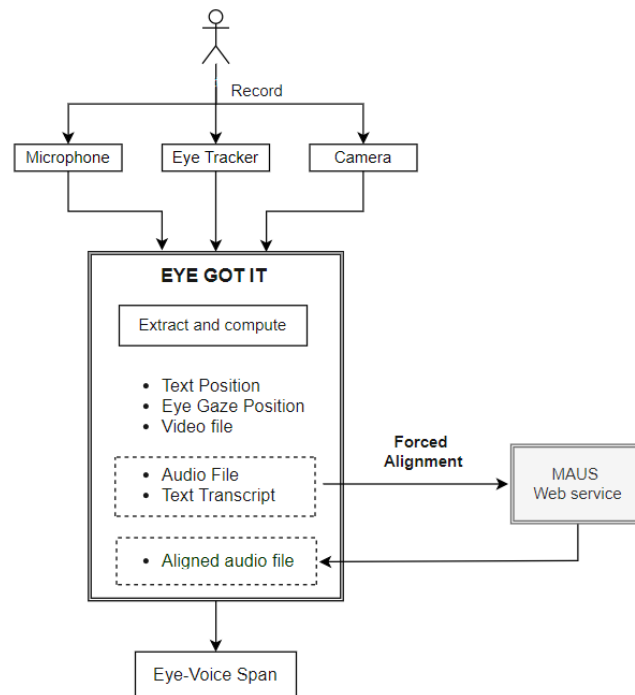 Record
Microphone
Eye Tracker
Camera
EYE GOT IT
Extract and compute
• Text Position
• Eye Gaze Position
• Video file
Forced
Alignment
• Audio File
• Text Transcript
MAUS
Web service
• Aligned audio file
Eye-Voice Span